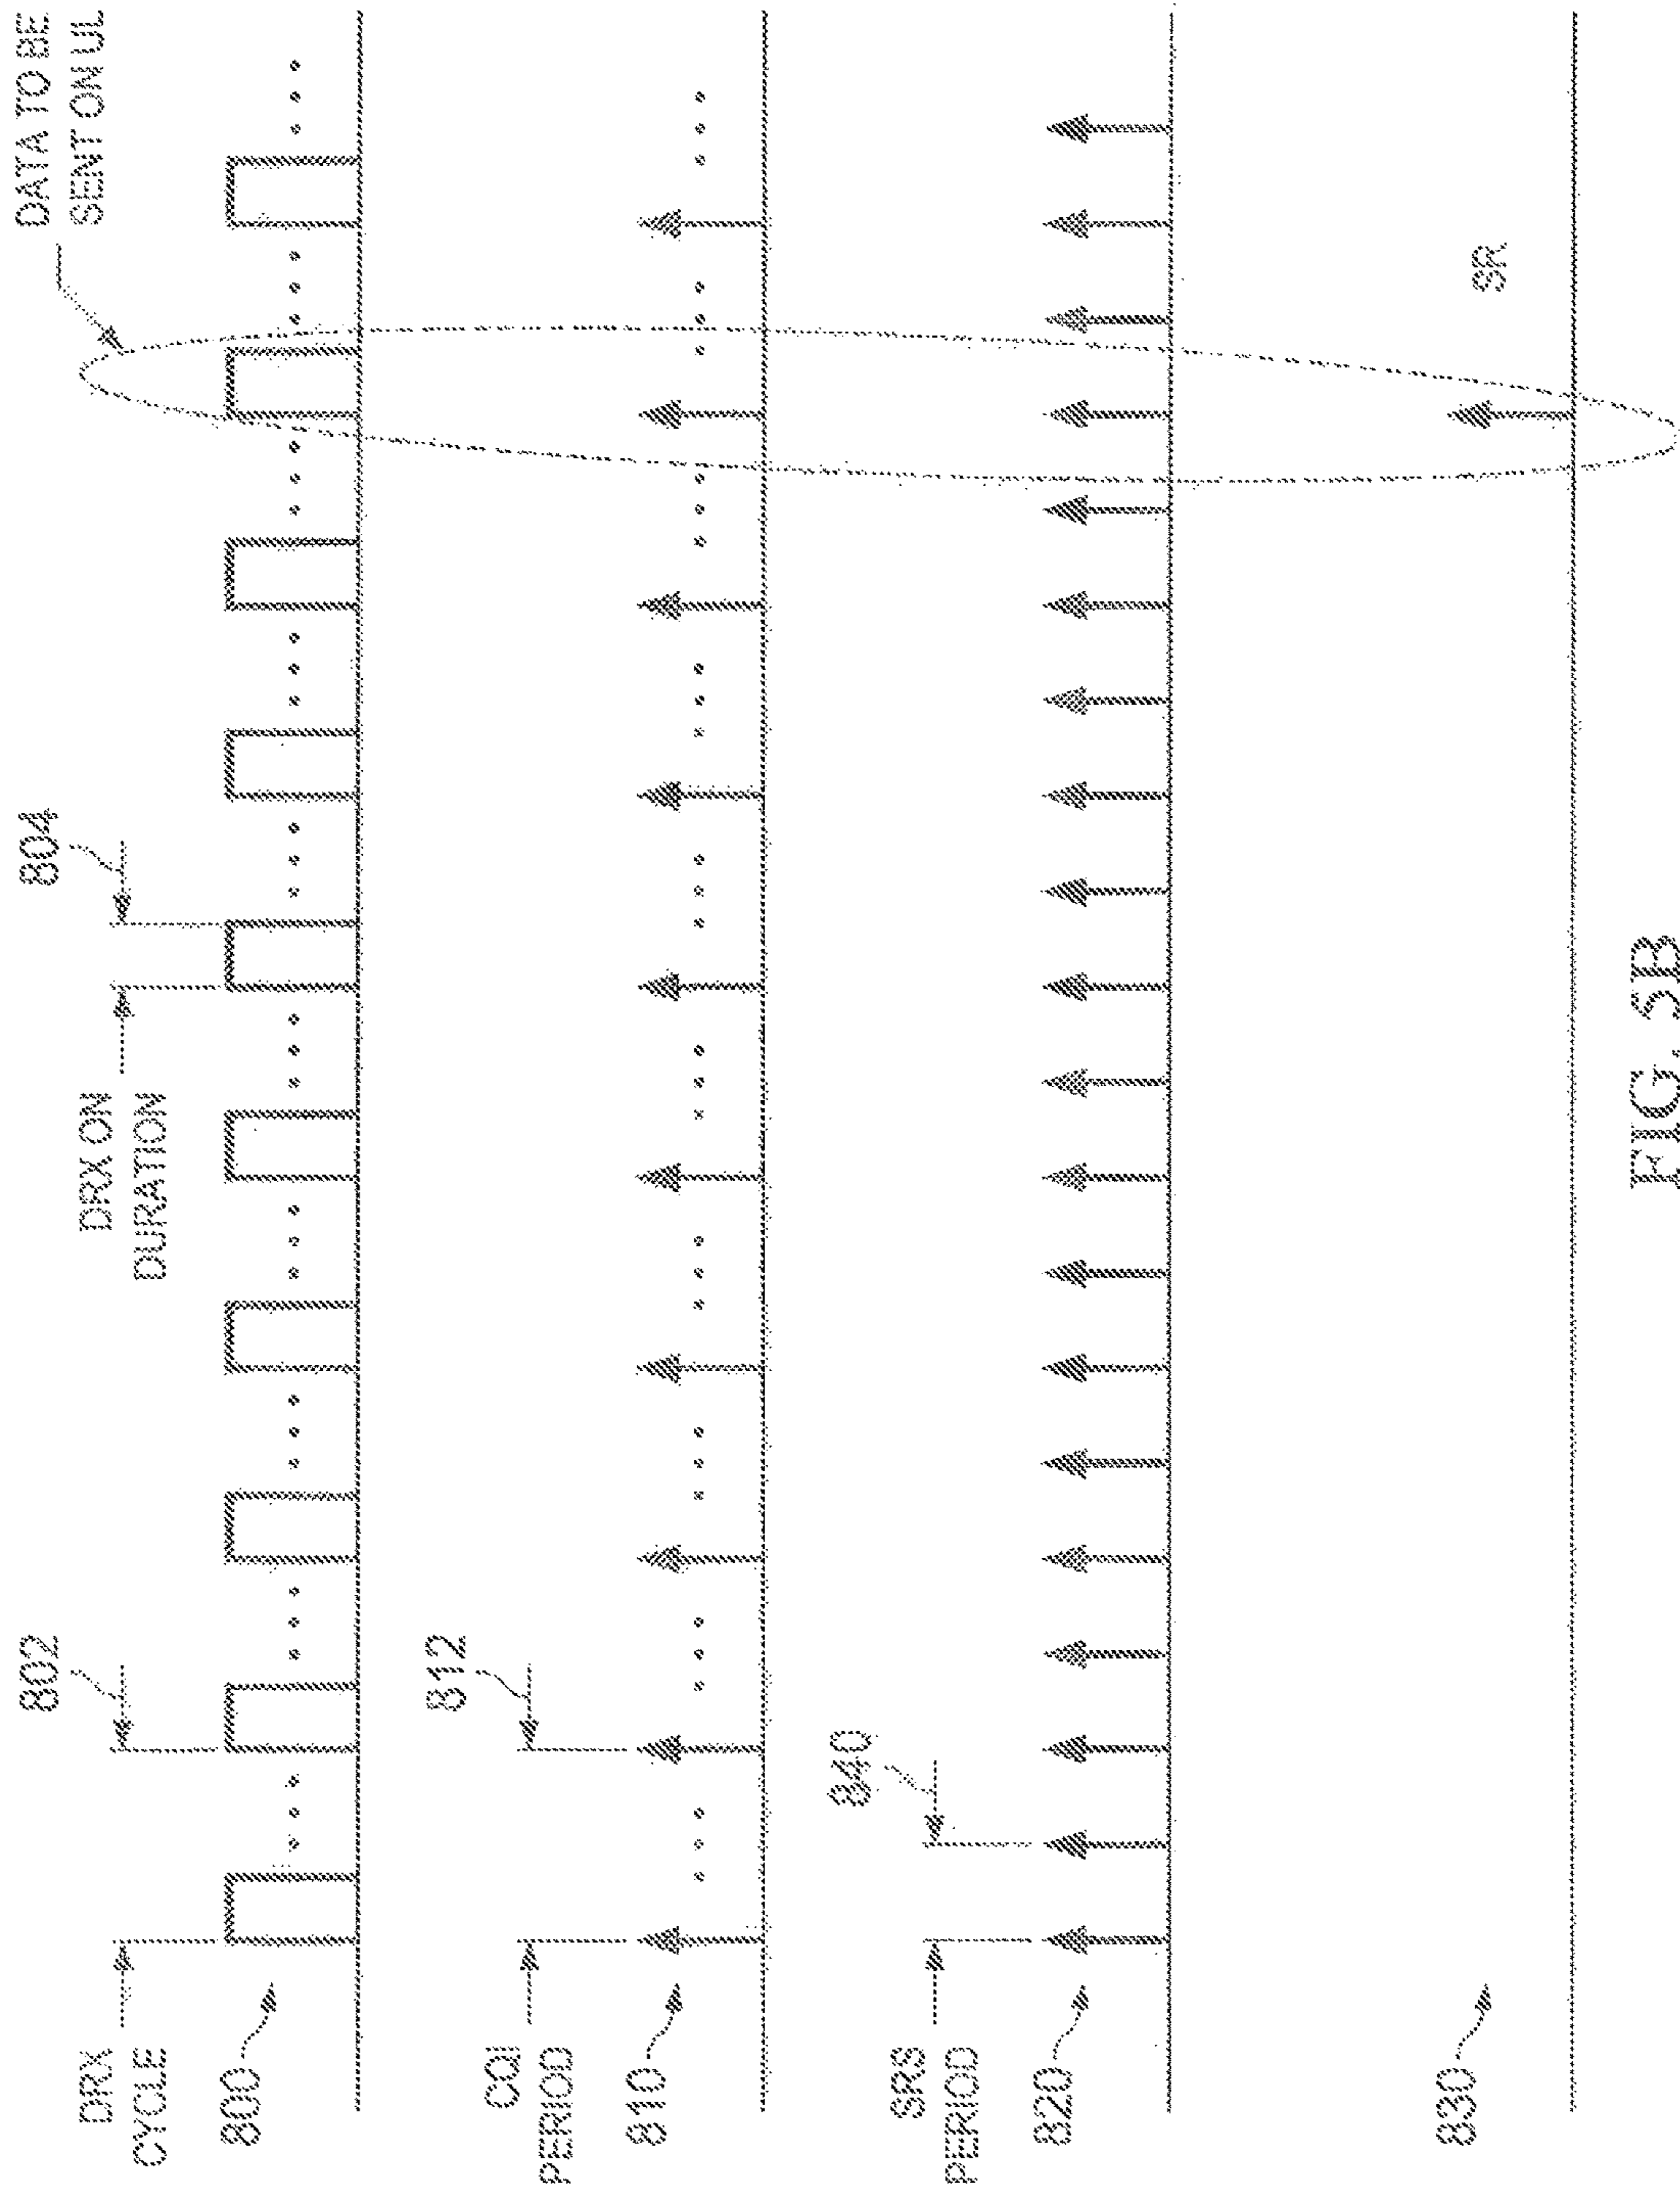 DATA TO BE
SENT ON UL
802
804
DRX
CYCLE
DRX ON
DURATION
800
812
CQI
PERIOD
810
840
SRS
PERIOD
820
SR
830
FIG. 5B